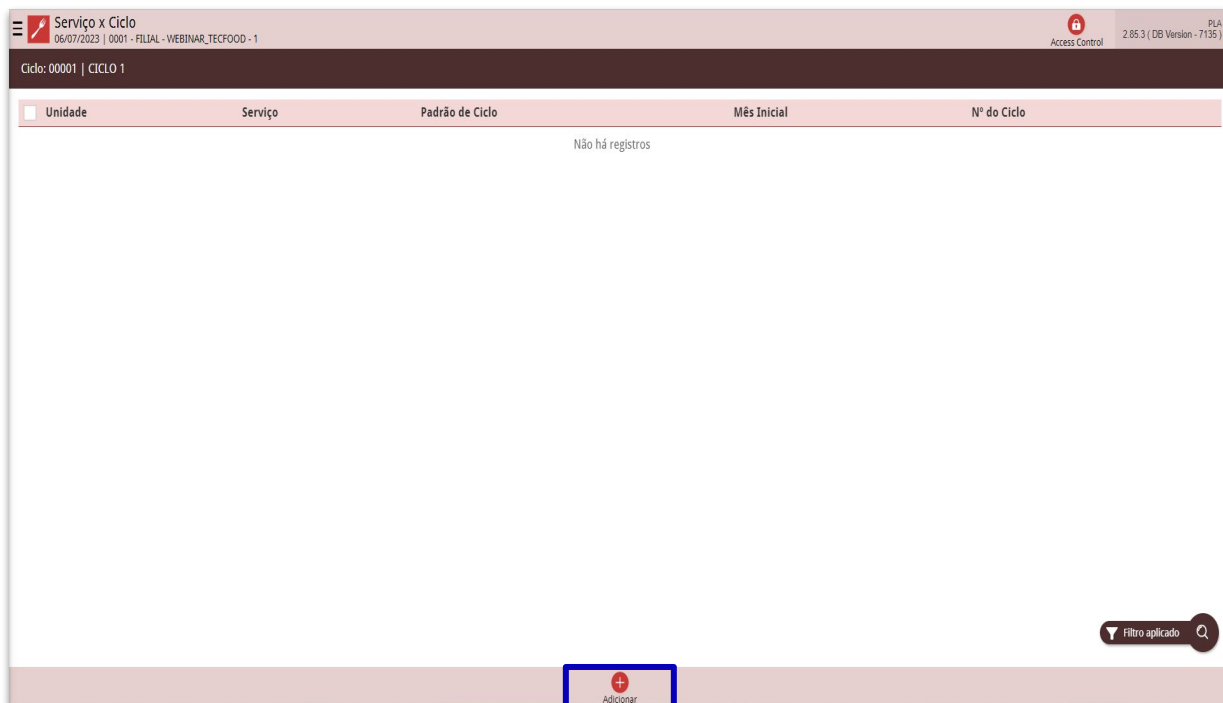 Serviço x Ciclo
06/07/2023 | 0001 - FILIAL - WEBINAR_TECFOOD - 1
Access Control
PLA
2.85.3 ( DB Version - 7135 )
Ciclo: 00001 | CICLO 1
Unidade Serviço Padrão de Ciclo Mês Inicial Nº do Ciclo
Não há registros
Filtro aplicado
Adicionar